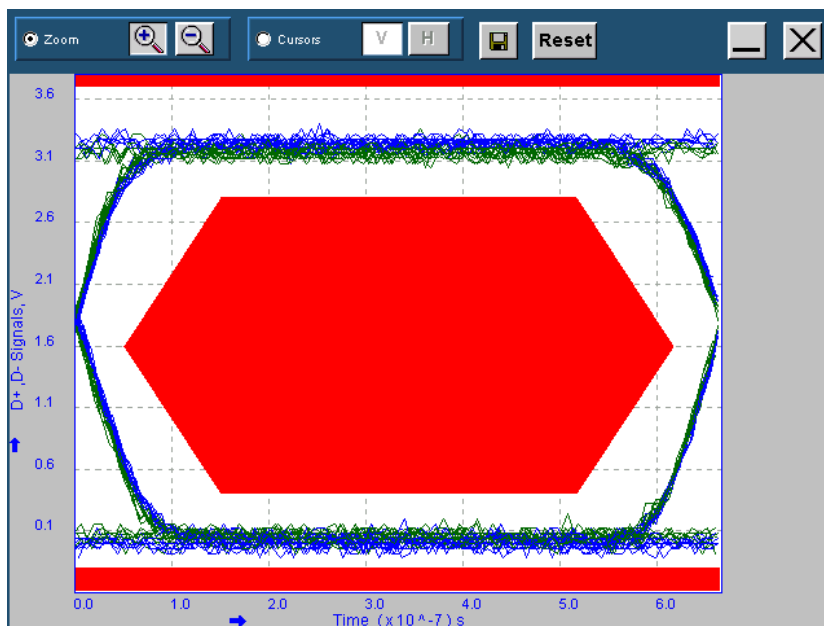 Zoom Cursors V H Reset
3.6
3.1
2.6
2.1
1.6
1.1
0.6
0.1
D+,D- Signals, V
0.0 1.0 2.0 3.0 4.0 5.0 6.0
Time (x10^-7) s